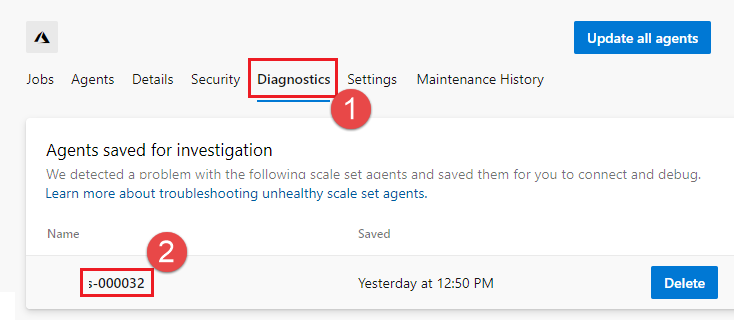 Update all agents
Jobs Agents Details Security Diagnostics Settings Maintenance History
1
Agents saved for investigation
We detected a problem with the following scale set agents and saved them for you to connect and debug.
Learn more about troubleshooting unhealthy scale set agents.
Name Saved
2
s-000032 Yesterday at 12:50 PM Delete